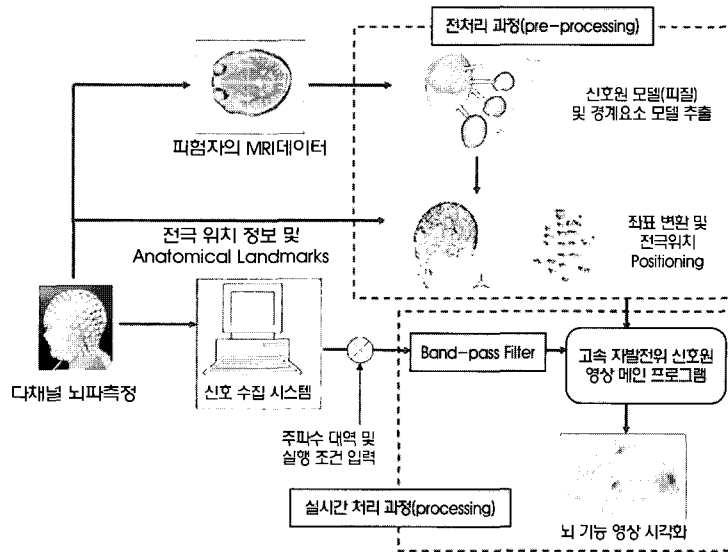 전처리 과정(pre-processing)
신호원 모델(피질)
및 경계요소 모델 추출
피험자의 MRI데이터
전극 위치 정보 및
Anatomical Landmarks
좌표 변환 및
전극위치
Positioning
다채널 뇌파측정
신호 수집 시스템
Band-pass Filter
고속 자발전위 신호원
영상 메인 프로그램
주파수 대역 및
실행 조건 입력
실시간 처리 과정(processing)
뇌 기능 영상 시각화